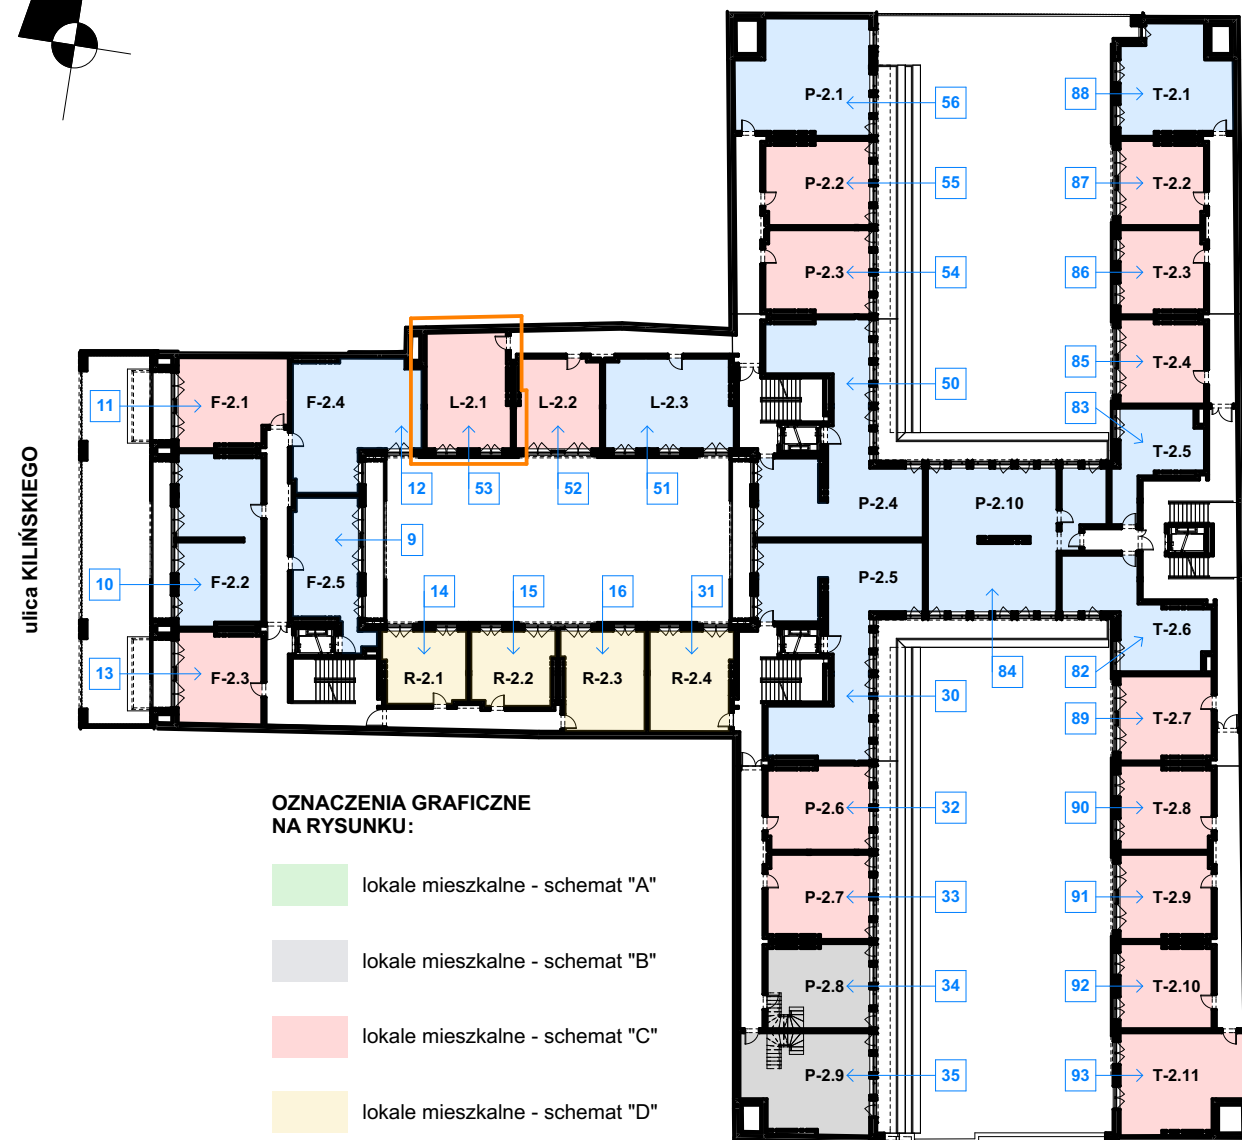 P-2.1
56
88
T-2.1
P-2.2
55
87
T-2.2
P-2.3
54
86
T-2.3
50
85
T-2.4
83
T-2.5
11
F-2.1
F-2.4
L-2.1
L-2.2
L-2.3
12
53
52
51
P-2.4
P-2.10
ulica KILIŃSKIEGO
9
10
F-2.2
F-2.5
P-2.5
14
15
16
31
T-2.6
13
F-2.3
R-2.1
R-2.2
R-2.3
R-2.4
30
84
82
89
T-2.7
OZNACZENIA GRAFICZNE
NA RYSUNKU:
P-2.6
32
90
T-2.8
lokale mieszkalne - schemat "A"
P-2.7
33
91
T-2.9
lokale mieszkalne - schemat "B"
P-2.8
34
92
T-2.10
lokale mieszkalne - schemat "C"
P-2.9
35
93
T-2.11
lokale mieszkalne - schemat "D"